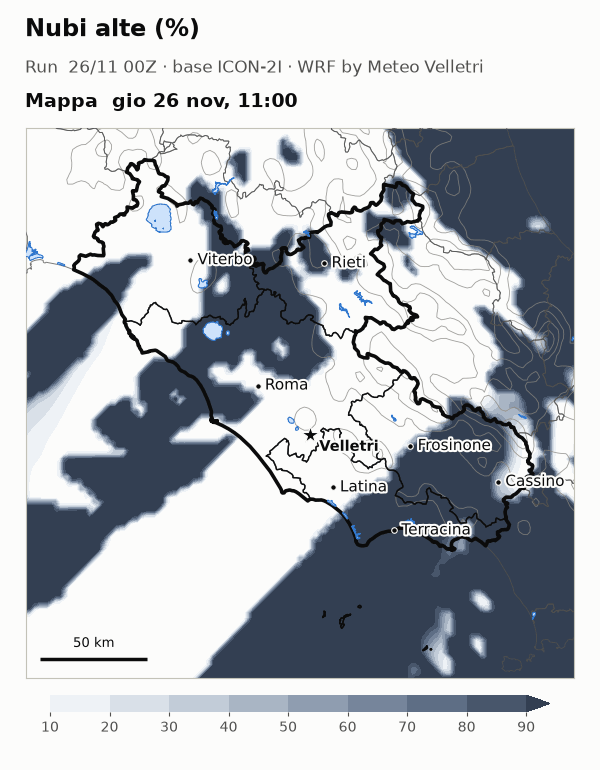 Nubi alte (%)
Run  26/11 00Z · base ICON-2I · WRF by Meteo Velletri
Mappa  gio 26 nov, 11:00
Viterbo
Rieti
Roma
Velletri
Frosinone
Latina
Cassino
Terracina
50 km
10 20 30 40 50 60 70 80 90